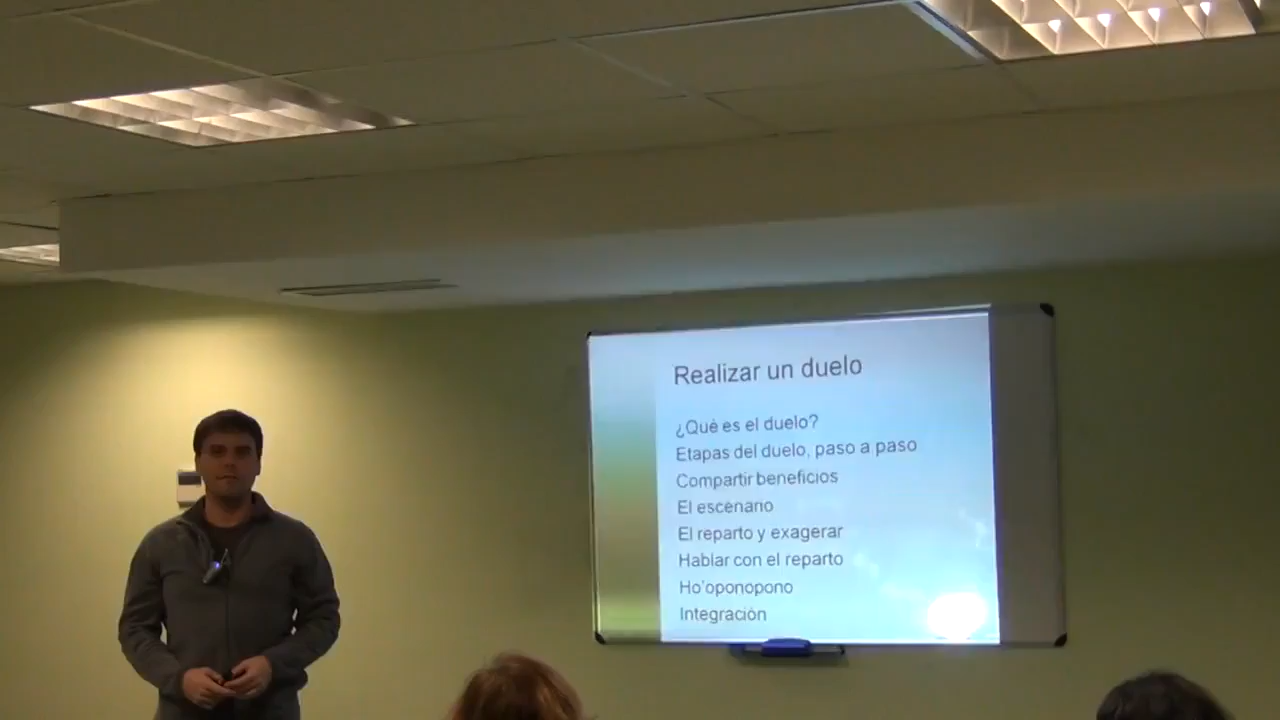 Realizar un duelo
¿Qué es el duelo?
Etapas del duelo, paso a paso
Compartir beneficios
El escenario
El reparto y exagerar
Hablar con el reparto
Ho'oponopono
Integración